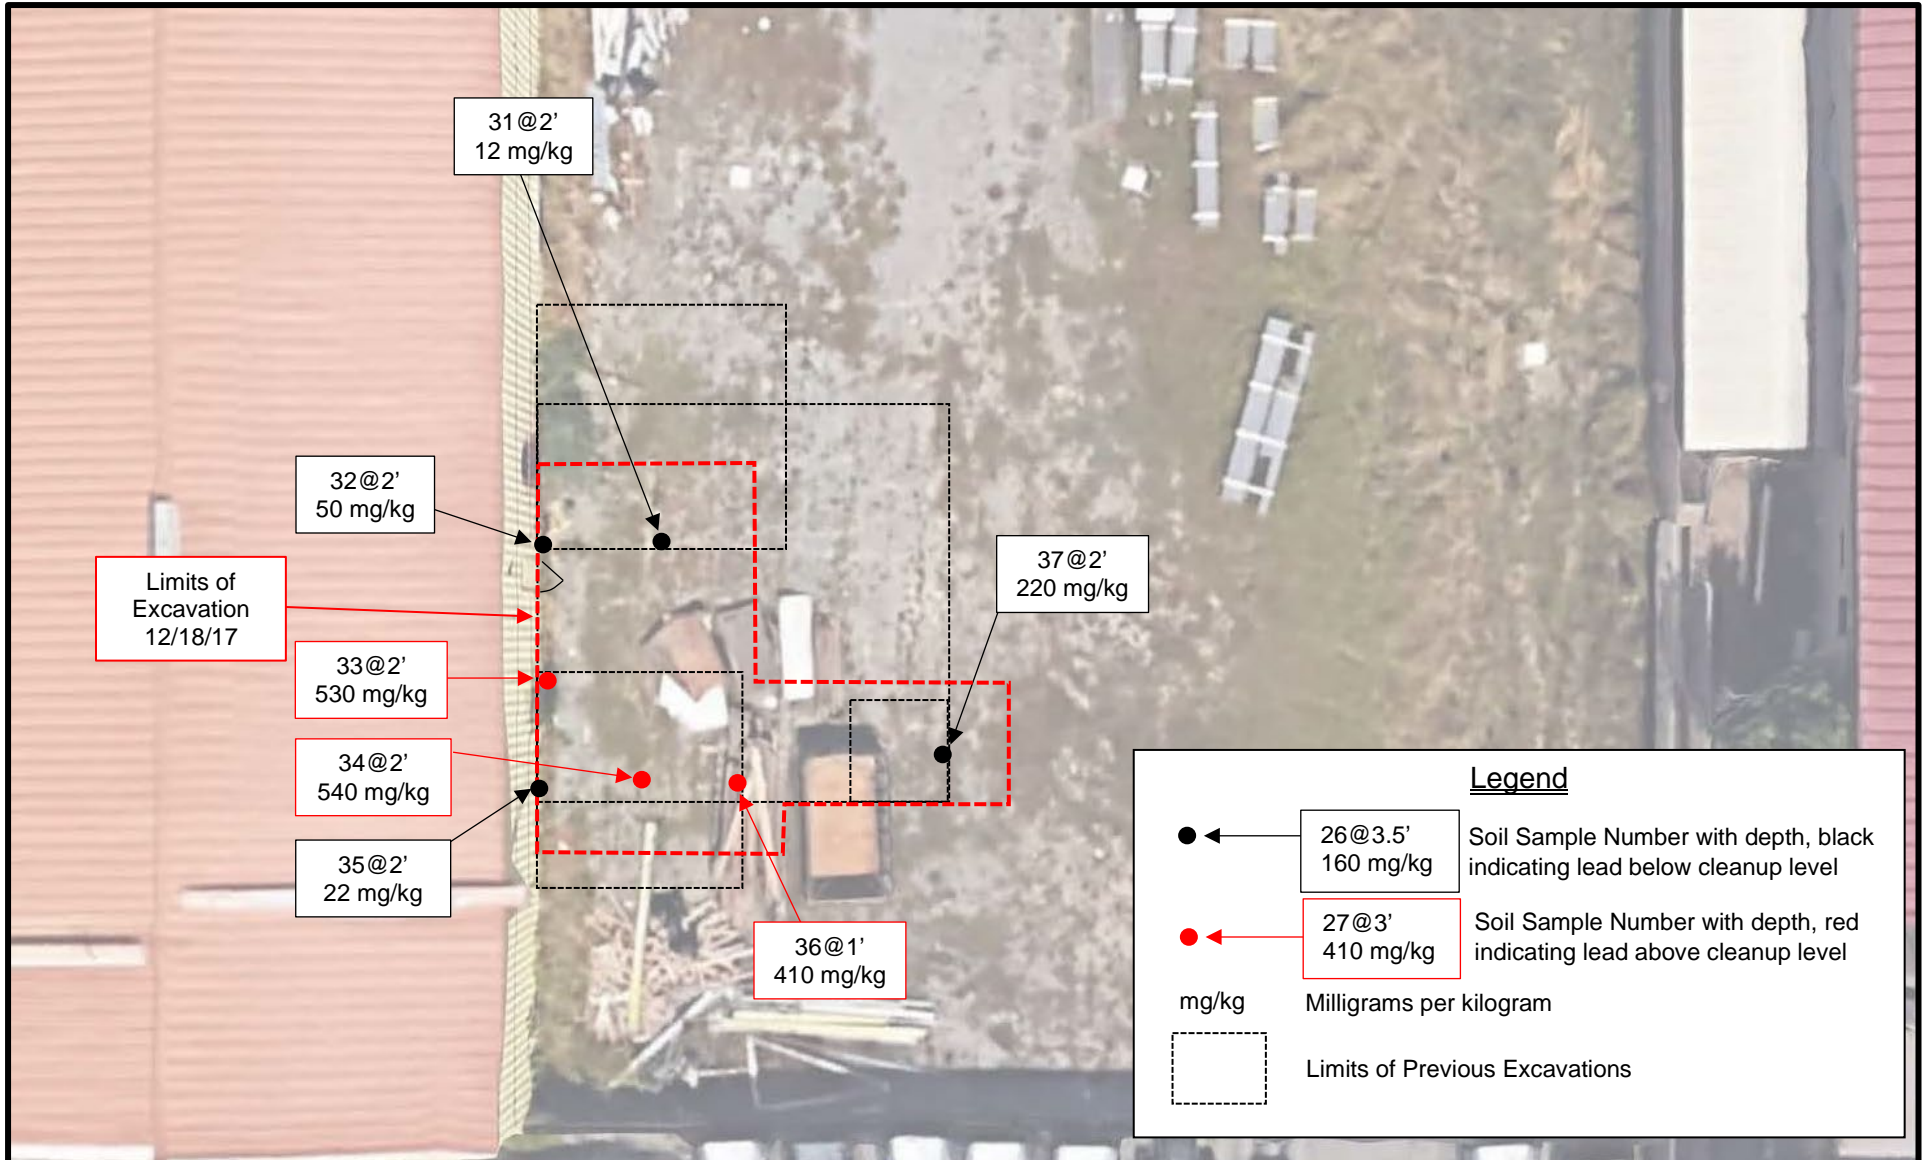 31@2'
12 mg/kg
32@2'
50 mg/kg
37@2'
220 mg/kg
Limits of
Excavation
12/18/17
33@2'
530 mg/kg
34@2'
540 mg/kg
35@2'
22 mg/kg
36@1'
410 mg/kg
Legend
26@3.5'
160 mg/kg
Soil Sample Number with depth, black
indicating lead below cleanup level
27@3'
410 mg/kg
Soil Sample Number with depth, red
indicating lead above cleanup level
mg/kg Milligrams per kilogram
Limits of Previous Excavations